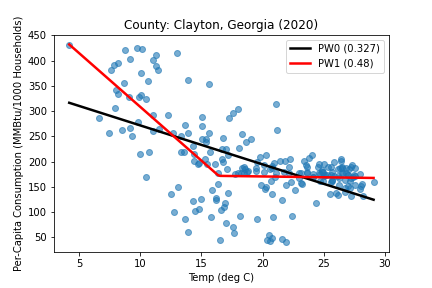 County: Clayton, Georgia (2020)
Per-Capita Consumption (MMBtu/1000 Households)
450
400
350
300
250
200
150
100
50
PW0 (0.327)
PW1 (0.48)
5 10 15 20 25 30
Temp (deg C)